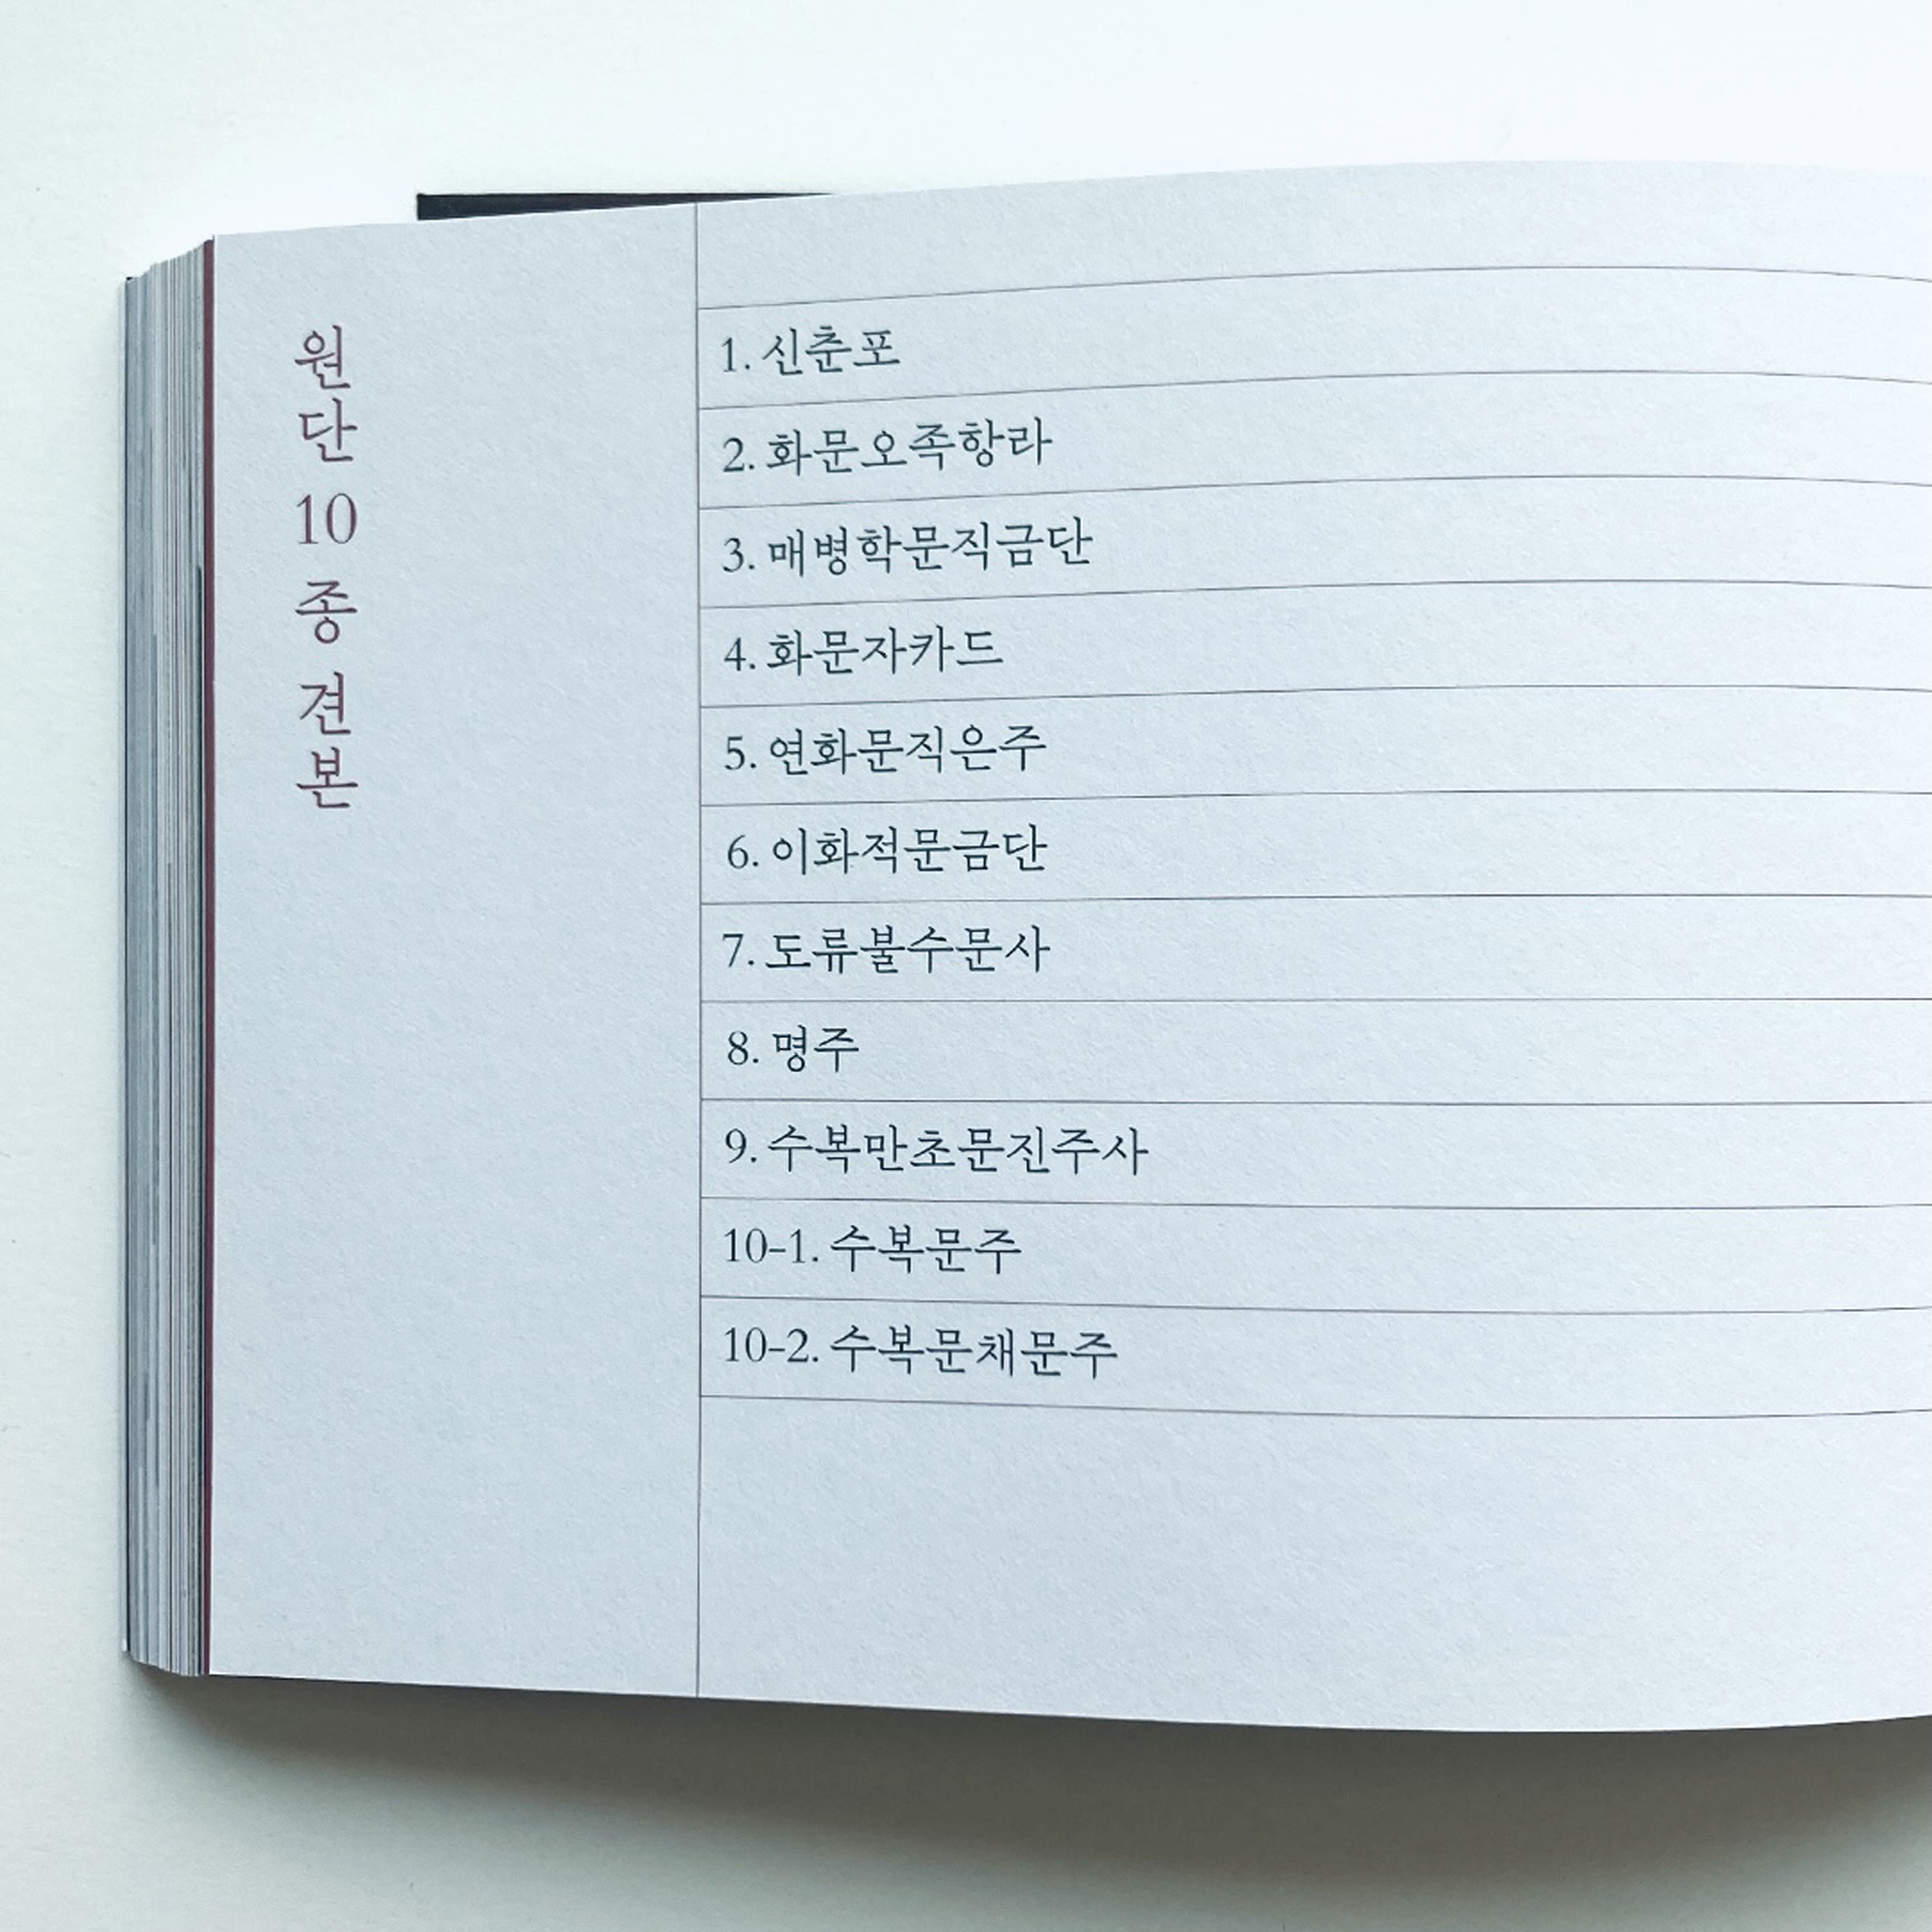 원단 10종 견본
1. 신춘포
2. 화문오족항라
3. 매병학문직금단
4. 화문자카드
5. 연화문직은주
6. 이화적문금단
7. 도류불수문사
8. 명주
9. 수복만초문진주사
10-1. 수복문주
10-2. 수복문채문주